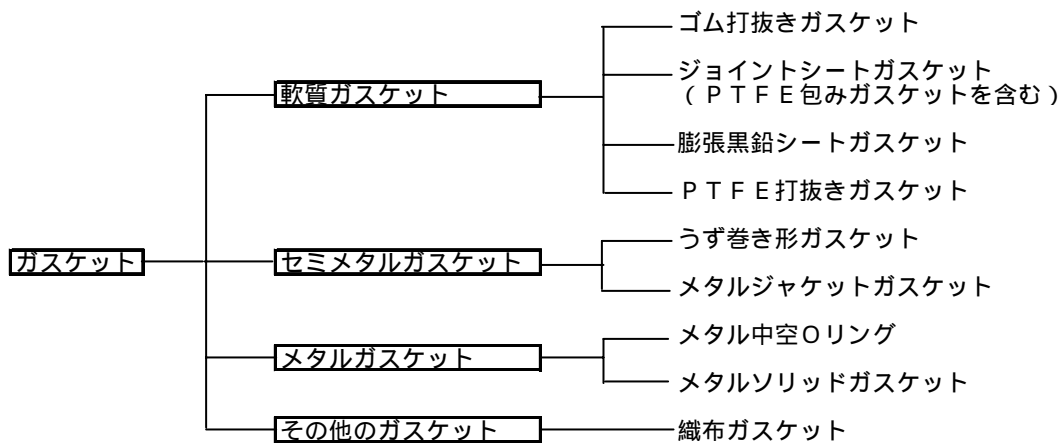 ガスケット
軟質ガスケット
ゴム打抜きガスケット
ジョイントシートガスケット
(PTFE包みガスケットを含む)
膨張黒鉛シートガスケット
PTFE打抜きガスケット
セミメタルガスケット
うず巻き形ガスケット
メタルジャケットガスケット
メタルガスケット
メタル中空Oリング
メタルソリッドガスケット
その他のガスケット
織布ガスケット